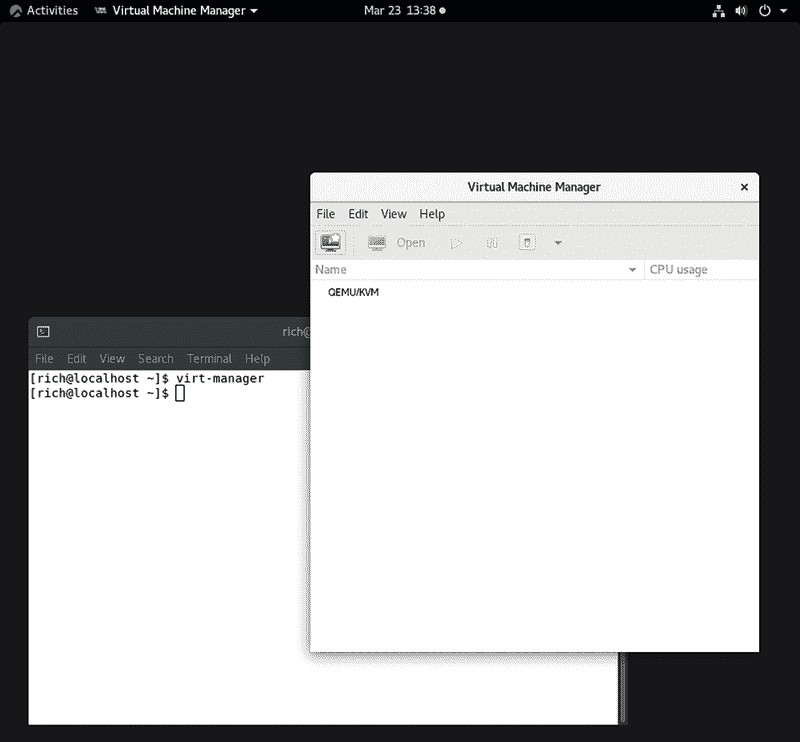 Activities Virtual Machine Manager Mar 23 13:38
Virtual Machine Manager
File Edit View Help
Open
Name CPU usage
QEMU/KVM
rich@
File Edit View Search Terminal Help
[rich@localhost ~]$ virt-manager
[rich@localhost ~]$